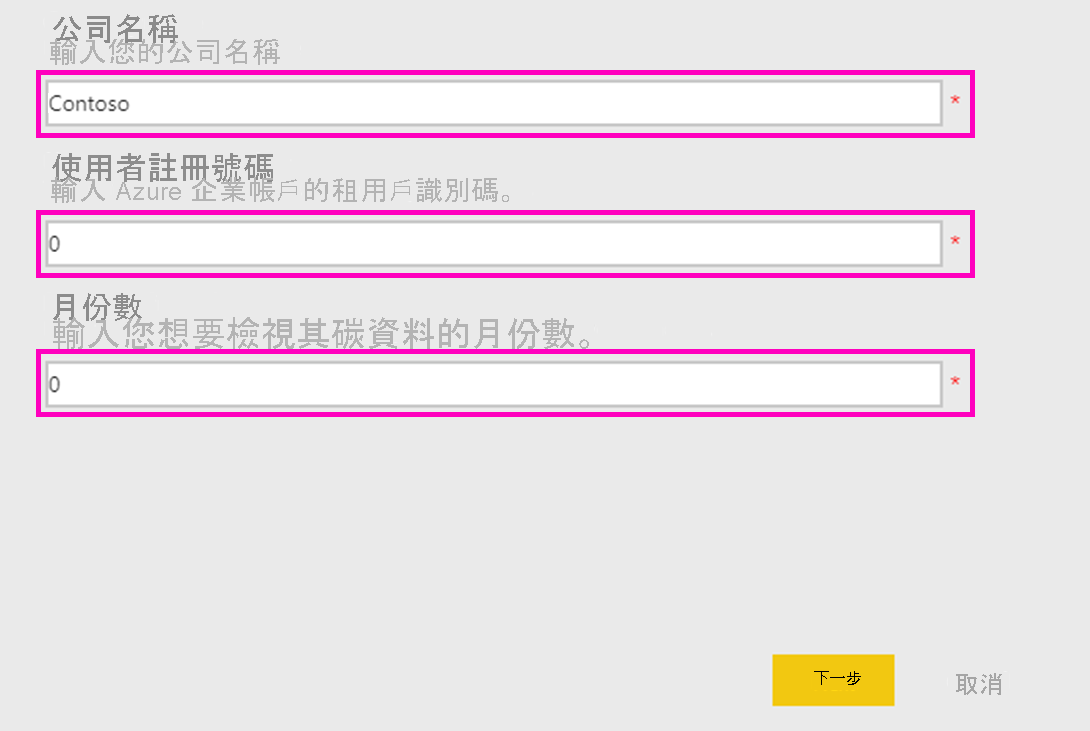 公司名稱
輸入您的公司名稱
Contoso *
使用者註冊號碼
輸入 Azure 企業帳戶的租用戶識別碼。
0 *
月份數
輸入您想要檢視其碳資料的月份數。
0 *
下一步
取消